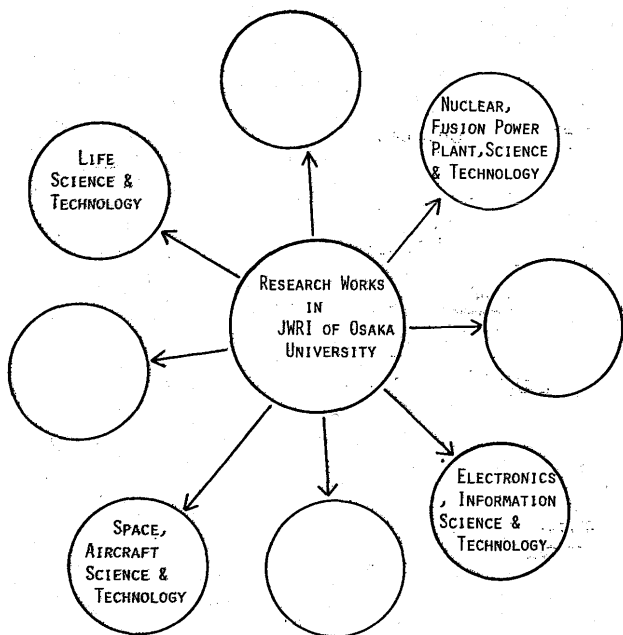 NUCLEAR,
FUSION POWER
PLANT,SCIENCE
& TECHNOLOGY
LIFE
SCIENCE &
TECHNOLOGY
RESEARCH WORKS
IN
JWRI OF OSAKA
UNIVERSITY
ELECTRONICS
, INFORMATION
SCIENCE &
TECHNOLOGY
SPACE,
AIRCRAFT
SCIENCE &
TECHNOLOGY